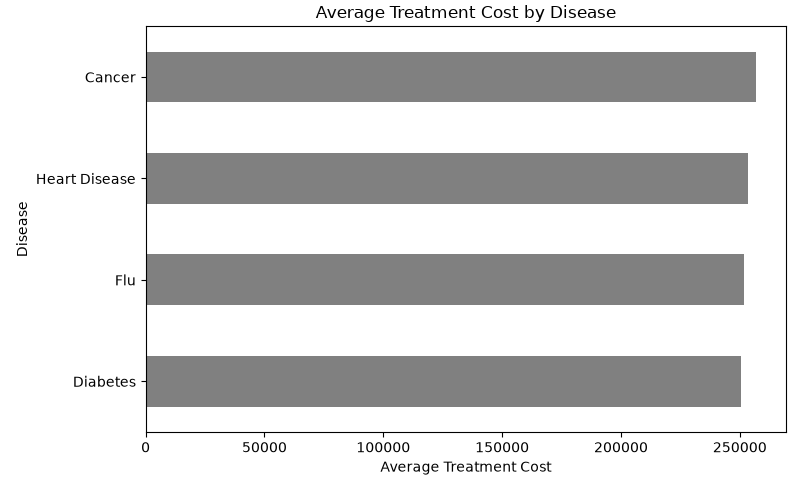 Average Treatment Cost by Disease
Cancer
Heart Disease
Flu
Diabetes
Disease
0 50000 100000 150000 200000 250000
Average Treatment Cost